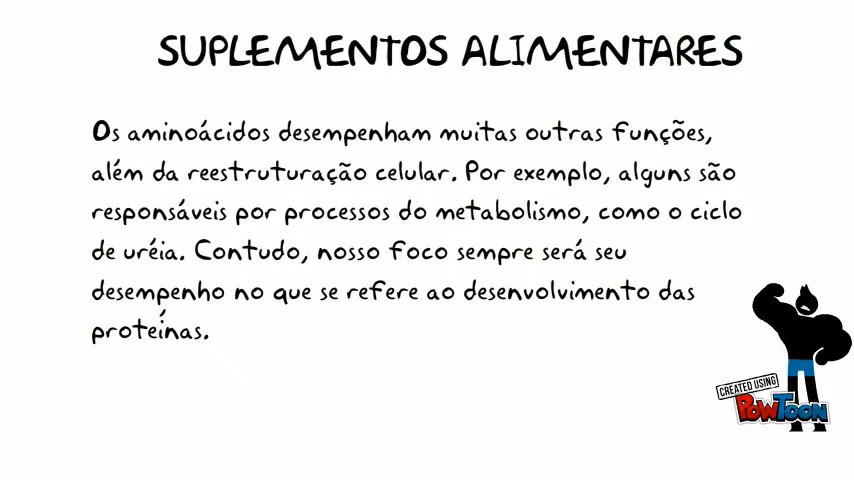 SUPLEMENTOS ALIMENTARES
Os aminoácidos desempenham muitas outras funções,
além da reestruturação celular. Por exemplo, alguns são
responsáveis por processos do metabolismo, como o ciclo
de uréia. Contudo, nosso foco sempre será seu
desempenho no que se refere ao desenvolvimento das
proteínas.
CREATED USING
POWTOON